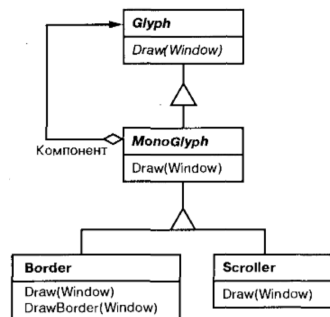 Glyph
Draw(Window)
Компонент
MonoGlyph
Draw(Window)
Border
Draw(Window)
DrawBorder(Window)
Scroller
Draw(Window)